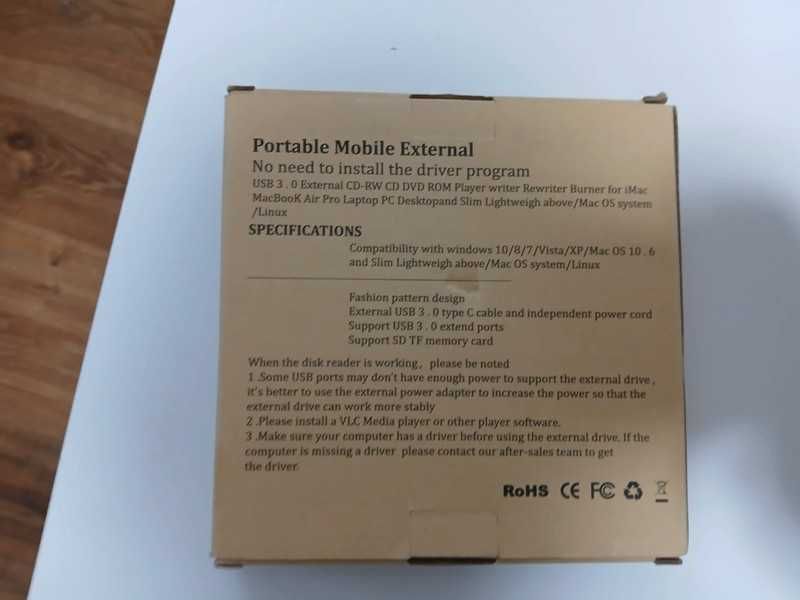 Portable Mobile External
No need to install the driver program
USB 3 . 0 External CD-RW CD DVD ROM Player writer Rewriter Burner for iMac
MacBooK Air Pro Laptop PC Desktopand Slim Lightweigh above/Mac OS system
/Linux
SPECIFICATIONS
Compatibility with windows 10/8/7/Vista/XP/Mac OS 10 . 6
and Slim Lightweigh above/Mac OS system/Linux
Fashion pattern design
External USB 3 . 0 type C cable and independent power cord
Support USB 3 . 0 extend ports
Support SD TF memory card
When the disk reader is working, please be noted
1 .Some USB ports may don't have enough power to support the external drive ,
it's better to use the external power adapter to increase the power so that the
external drive can work more stably
2 .Please install a VLC Media player or other player software.
3 .Make sure your computer has a driver before using the external drive. If the
computer is missing a driver please contact our after-sales team to get
the driver.
RoHS CE FC